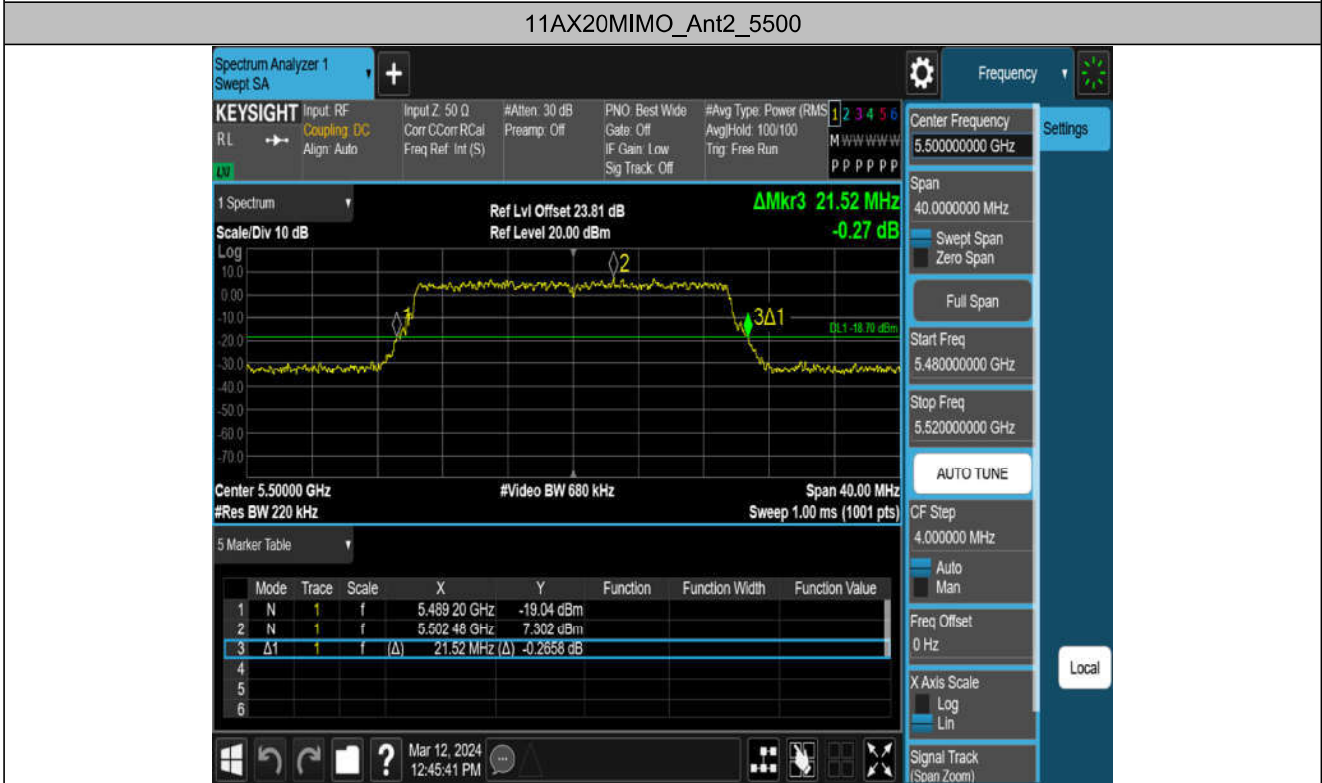 11AX20MIMO_Ant2_5500
Spectrum Analyzer 1
Swept SA
Frequency
KEYSIGHT
RL
LXI
Input: RF
Coupling: DC
Align: Auto
Input Z: 50 Ω
Corr CCorr RCal
Freq Ref: Int (S)
#Atten: 30 dB
Preamp: Off
PNO: Best Wide
Gate: Off
IF Gain: Low
Sig Track: Off
#Avg Type: Power (RMS
Avg|Hold: 100/100
Trig: Free Run
1 2 3 4 5 6
M W W W W W
P P P P P P
1 Spectrum
Scale/Div 10 dB
Ref Lvl Offset 23.81 dB
Ref Level 20.00 dBm
ΔMkr3 21.52 MHz
-0.27 dB
Log
10.0
0.00
-10.0
-20.0
-30.0
-40.0
-50.0
-60.0
-70.0
1
2
3Δ1
DL1 -18.70 dBm
Center 5.50000 GHz
#Res BW 220 kHz
#Video BW 680 kHz
Span 40.00 MHz
Sweep 1.00 ms (1001 pts)
5 Marker Table
Mode Trace Scale X Y Function Function Width Function Value
1 N 1 f 5.489 20 GHz -19.04 dBm
2 N 1 f 5.502 48 GHz 7.302 dBm
3 Δ1 1 f (Δ) 21.52 MHz (Δ) -0.2658 dB
4
5
6
Mar 12, 2024
12:45:41 PM
Center Frequency
5.500000000 GHz
Settings
Span
40.0000000 MHz
Swept Span
Zero Span
Full Span
Start Freq
5.480000000 GHz
Stop Freq
5.520000000 GHz
AUTO TUNE
CF Step
4.000000 MHz
Auto
Man
Freq Offset
0 Hz
X Axis Scale
Log
Lin
Signal Track
(Span Zoom)
Local